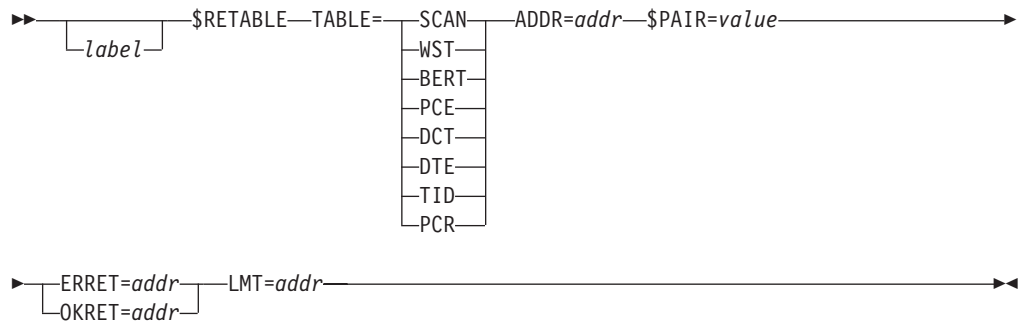 $RETABLE TABLE= SCAN ADDR=addr $PAIR=value
label WST
BERT
PCE
DCT
DTE
TID
PCR
ERRET=addr LMT=addr
OKRET=addr